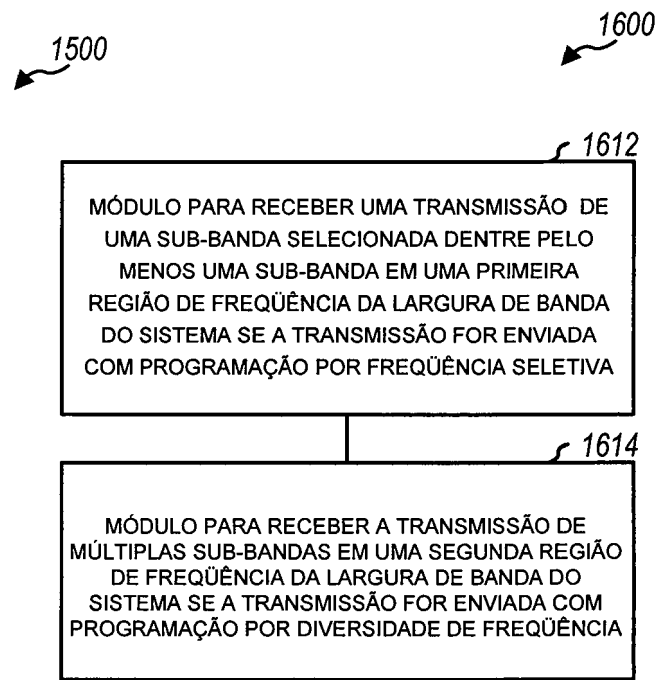 1500
1600
1612
MÓDULO PARA RECEBER UMA TRANSMISSÃO DE
UMA SUB-BANDA SELECIONADA DENTRE PELO
MENOS UMA SUB-BANDA EM UMA PRIMEIRA
REGIÃO DE FREQÜÊNCIA DA LARGURA DE BANDA
DO SISTEMA SE A TRANSMISSÃO FOR ENVIADA
COM PROGRAMAÇÃO POR FREQÜÊNCIA SELETIVA
1614
MÓDULO PARA RECEBER A TRANSMISSÃO DE
MÚLTIPLAS SUB-BANDAS EM UMA SEGUNDA REGIÃO
DE FREQÜÊNCIA DA LARGURA DE BANDA DO
SISTEMA SE A TRANSMISSÃO FOR ENVIADA COM
PROGRAMAÇÃO POR DIVERSIDADE DE FREQÜÊNCIA